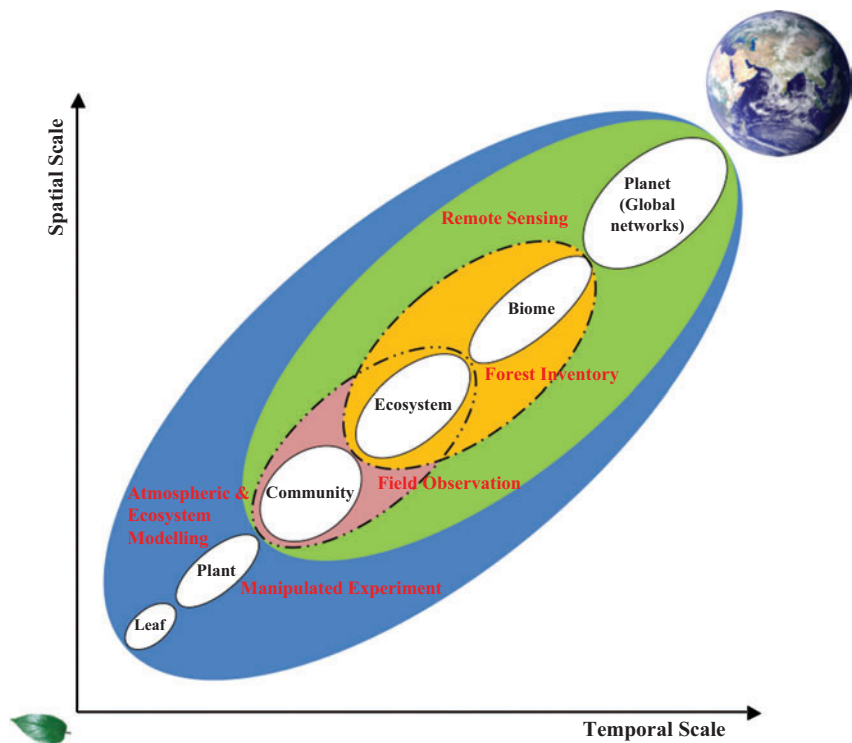 Spatial Scale
Planet
(Global
networks)
Remote Sensing
Biome
Forest Inventory
Ecosystem
Field Observation
Community
Atmospheric &
Ecosystem
Modelling
Plant
Manipulated Experiment
Leaf
Temporal Scale